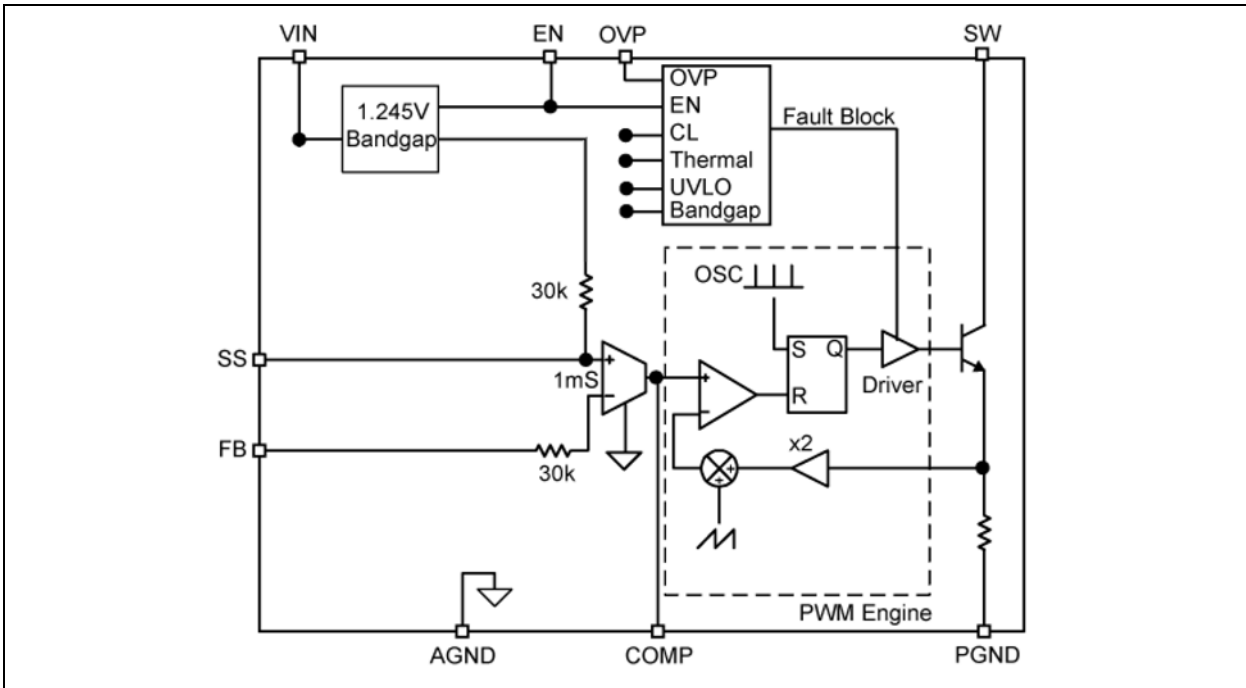 VIN
EN
OVP
SW
1.245V
Bandgap
OVP
EN
CL
Thermal
UVLO
Bandgap
Fault Block
OSC
30k
SS
1mS
+
−
+
−
S
Q
R
Driver
FB
30k
x2
+
+
PWM Engine
AGND
COMP
PGND